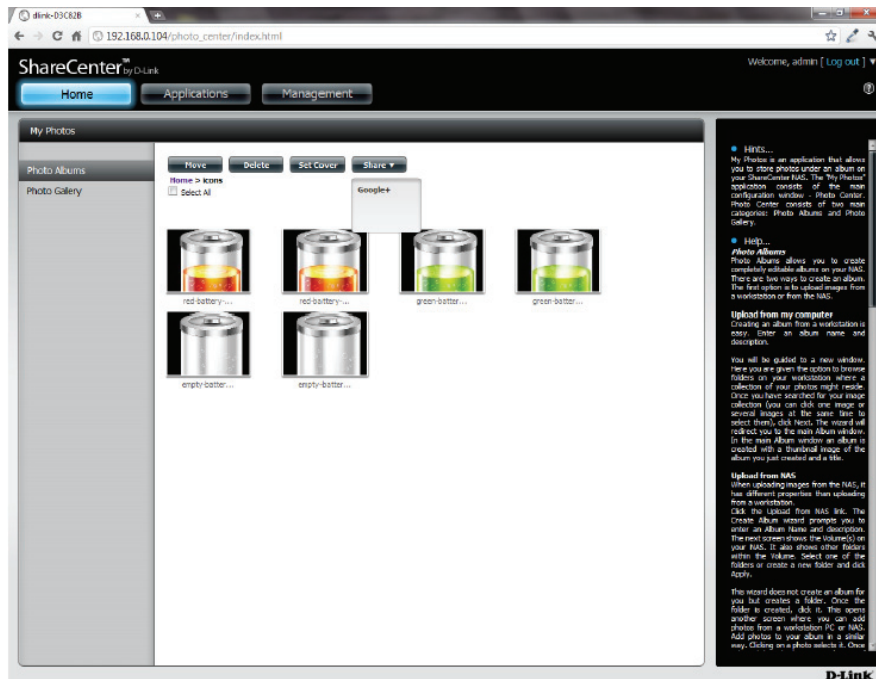 dlink-D3C82B
192.168.0.104/photo_center/index.html
ShareCenter™ by D-Link
Welcome, admin [ Log out ]
Home
Applications
Management
My Photos
Photo Albums
Photo Gallery
Move
Delete
Set Cover
Share ▾
Home > icons
Select All
Google+
red-battery-...
red-battery-...
green-batter...
green-batter...
empty-batter...
empty-batter...
Hints...
My Photos is an application that allows
you to store photos under an album on
your ShareCenter NAS. The "My Photos"
application consists of the main
configuration window - Photo Center.
Photo Center consists of two main
categories: Photo Albums and Photo
Gallery.
Help...
Photo Albums
Photo Albums allows you to create
completely editable albums on your NAS.
There are two ways to create an album.
The first option is to upload images from
a workstation or from the NAS.
Upload from my computer
Creating an album from a workstation is
easy. Enter an album name and
description.
You will be guided to a new window.
Here you are given the option to browse
folders on your workstation where a
collection of your photos might reside.
Once you have searched for your image
collection (you can click one image or
several images at the same time to
select them), click Next. The wizard will
redirect you to the main Album window.
In the main Album window an album is
created with a thumbnail image of the
album you just created and a title.
Upload from NAS
When uploading images from the NAS, it
has different properties than uploading
from a workstation.
Click the Upload from NAS link. The
Create Album wizard prompts you to
enter an Album Name and description.
The next screen shows the Volume(s) on
your NAS. It also shows other folders
within the Volume. Select one of the
folders or create a new folder and click
Apply.
This wizard does not create an album for
you but creates a folder. Once the
folder is created, click it. This opens
another screen where you can add
photos from a workstation PC or NAS.
Add photos to your album in a similar
way. Clicking on a photo selects it. Once
D-Link